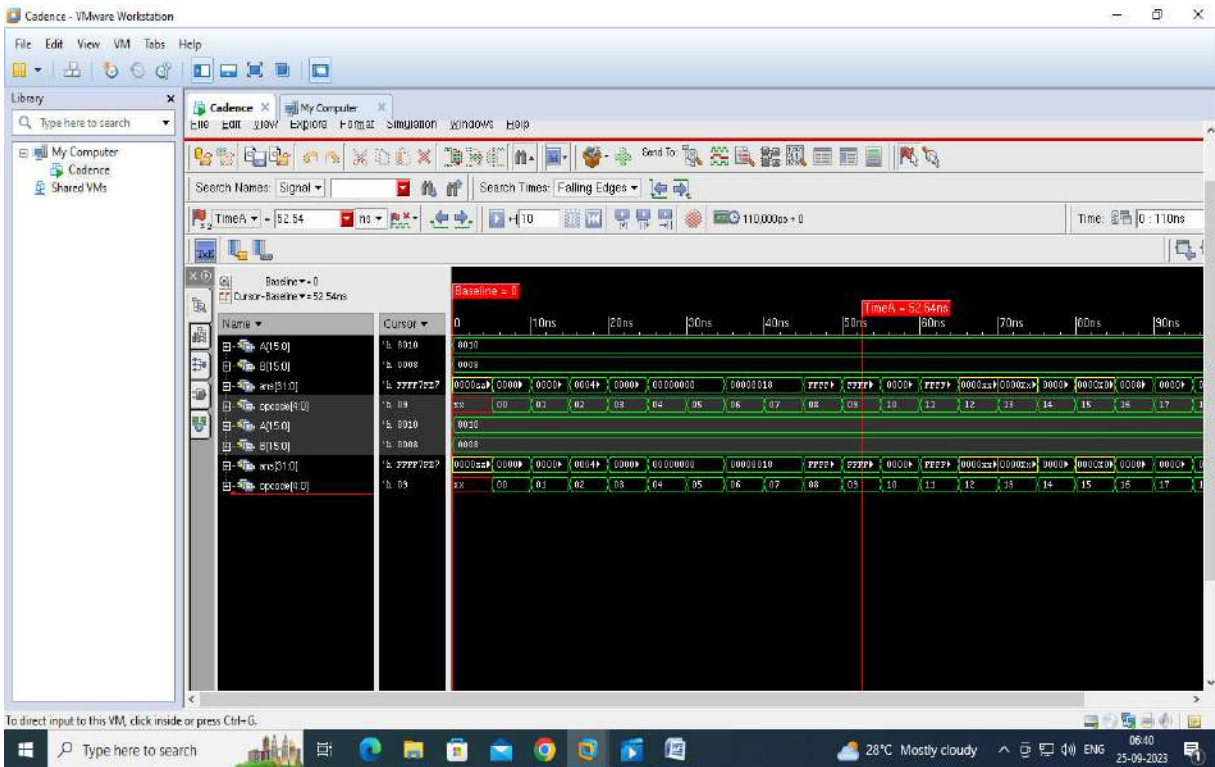 Cadence - VMware Workstation
File Edit View VM Tabs Help
Library
Type here to search
My Computer
Cadence
Shared VMs
Cadence My Computer
File Edit View Explore Format Simulation Windows Help
Send To:
Search Names: Signal Search Times: Falling Edges
TimeA = 52.54 ns 10 110,000ps + 0 Time: 0 : 110ns
Baseline = 0
Cursor-Baseline = 52.54ns
Baseline = 0
TimeA = 52.54ns
Name Cursor 0 10ns 20ns 30ns 40ns 50ns 60ns 70ns 80ns 90ns
A[15:0] 'h 0010 0010
B[15:0] 'h 0008 0008
ans[31:0] 00000000 00000010
opcode[4:0] 'h 09 xx 00 01 02 03 04 05 06 07 08 09 10 11 12 13 14 15 16 17
A[15:0] 'h 0010 0010
B[15:0] 'h 0008 0008
ans[31:0] 00000000 00000010
opcode[4:0] 'h 09 xx 00 01 02 03 04 05 06 07 08 09 10 11 12 13 14 15 16 17
To direct input to this VM, click inside or press Ctrl+G.
Type here to search
28°C Mostly cloudy ENG
06:40
25-09-2023